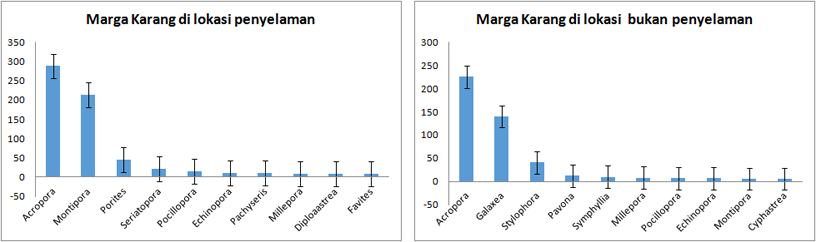 Marga Karang di lokasi penyelaman
350
300
250
200
150
100
50
0
-50
Acropora
Montipora
Porites
Seriatopora
Pocillopora
Echinopora
Pachyseris
Millepora
Diploaastrea
Favites
Marga Karang di lokasi bukan penyelaman
300
250
200
150
100
50
0
-50
Acropora
Galaxea
Stylophora
Pavona
Symphyllia
Millepora
Pocillopora
Echinopora
Montipora
Cyphastrea